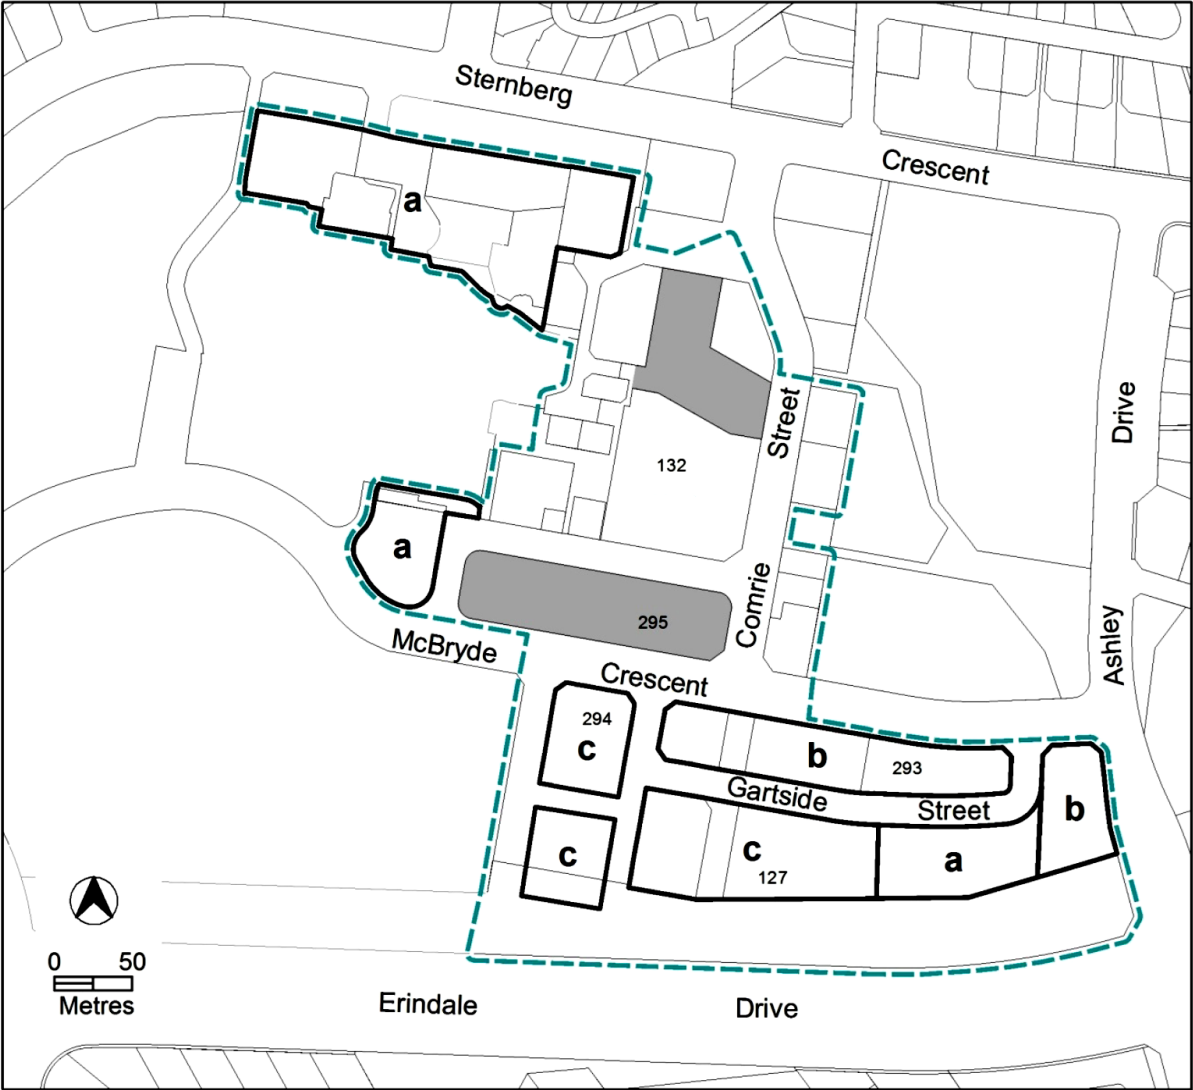 Sternberg
Crescent
a
Drive
Street
132
a
Comrie
295
Ashley
McBryde
Crescent
294
c
b
293
Gartside
Street
b
c
c
127
a
0 50
Metres
Erindale
Drive